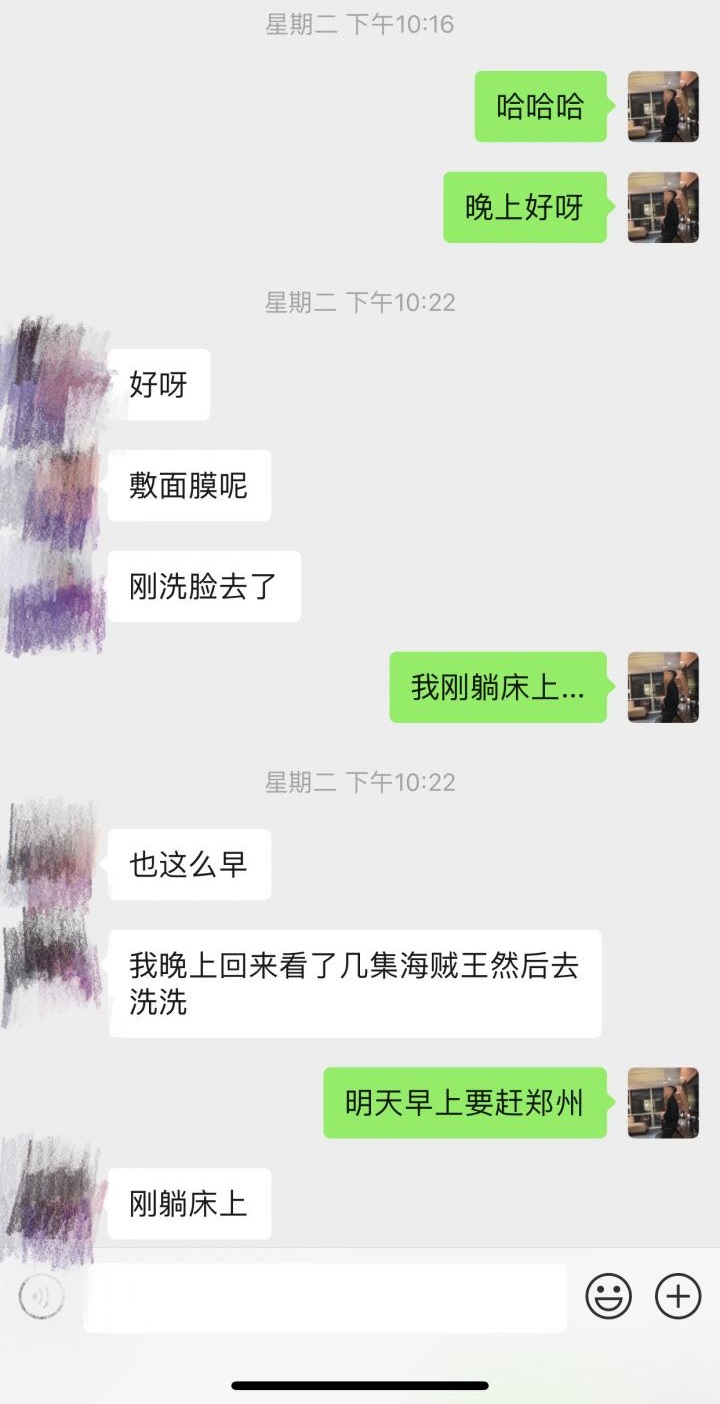 星期二 下午10:16
哈哈哈
晚上好呀
星期二 下午10:22
好呀
敷面膜呢
刚洗脸去了
我刚躺床上...
星期二 下午10:22
也这么早
我晚上回来看了几集海贼王然后去
洗洗
明天早上要赶郑州
刚躺床上